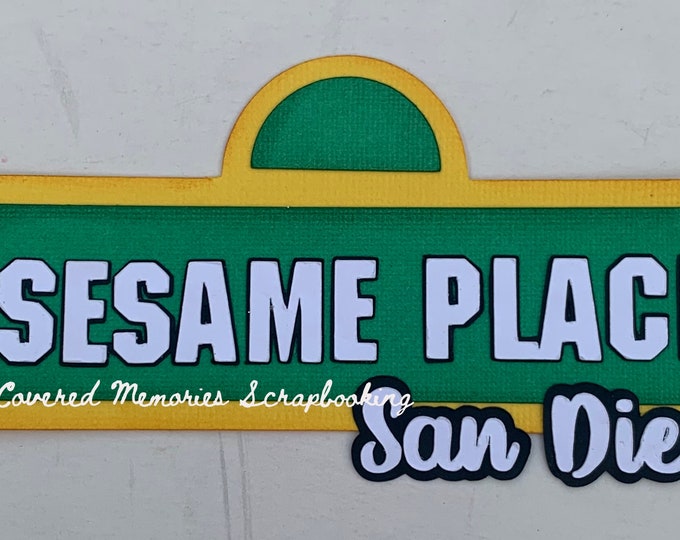 SESAME PLAC
Covered Memories Scrapbooking
San Die